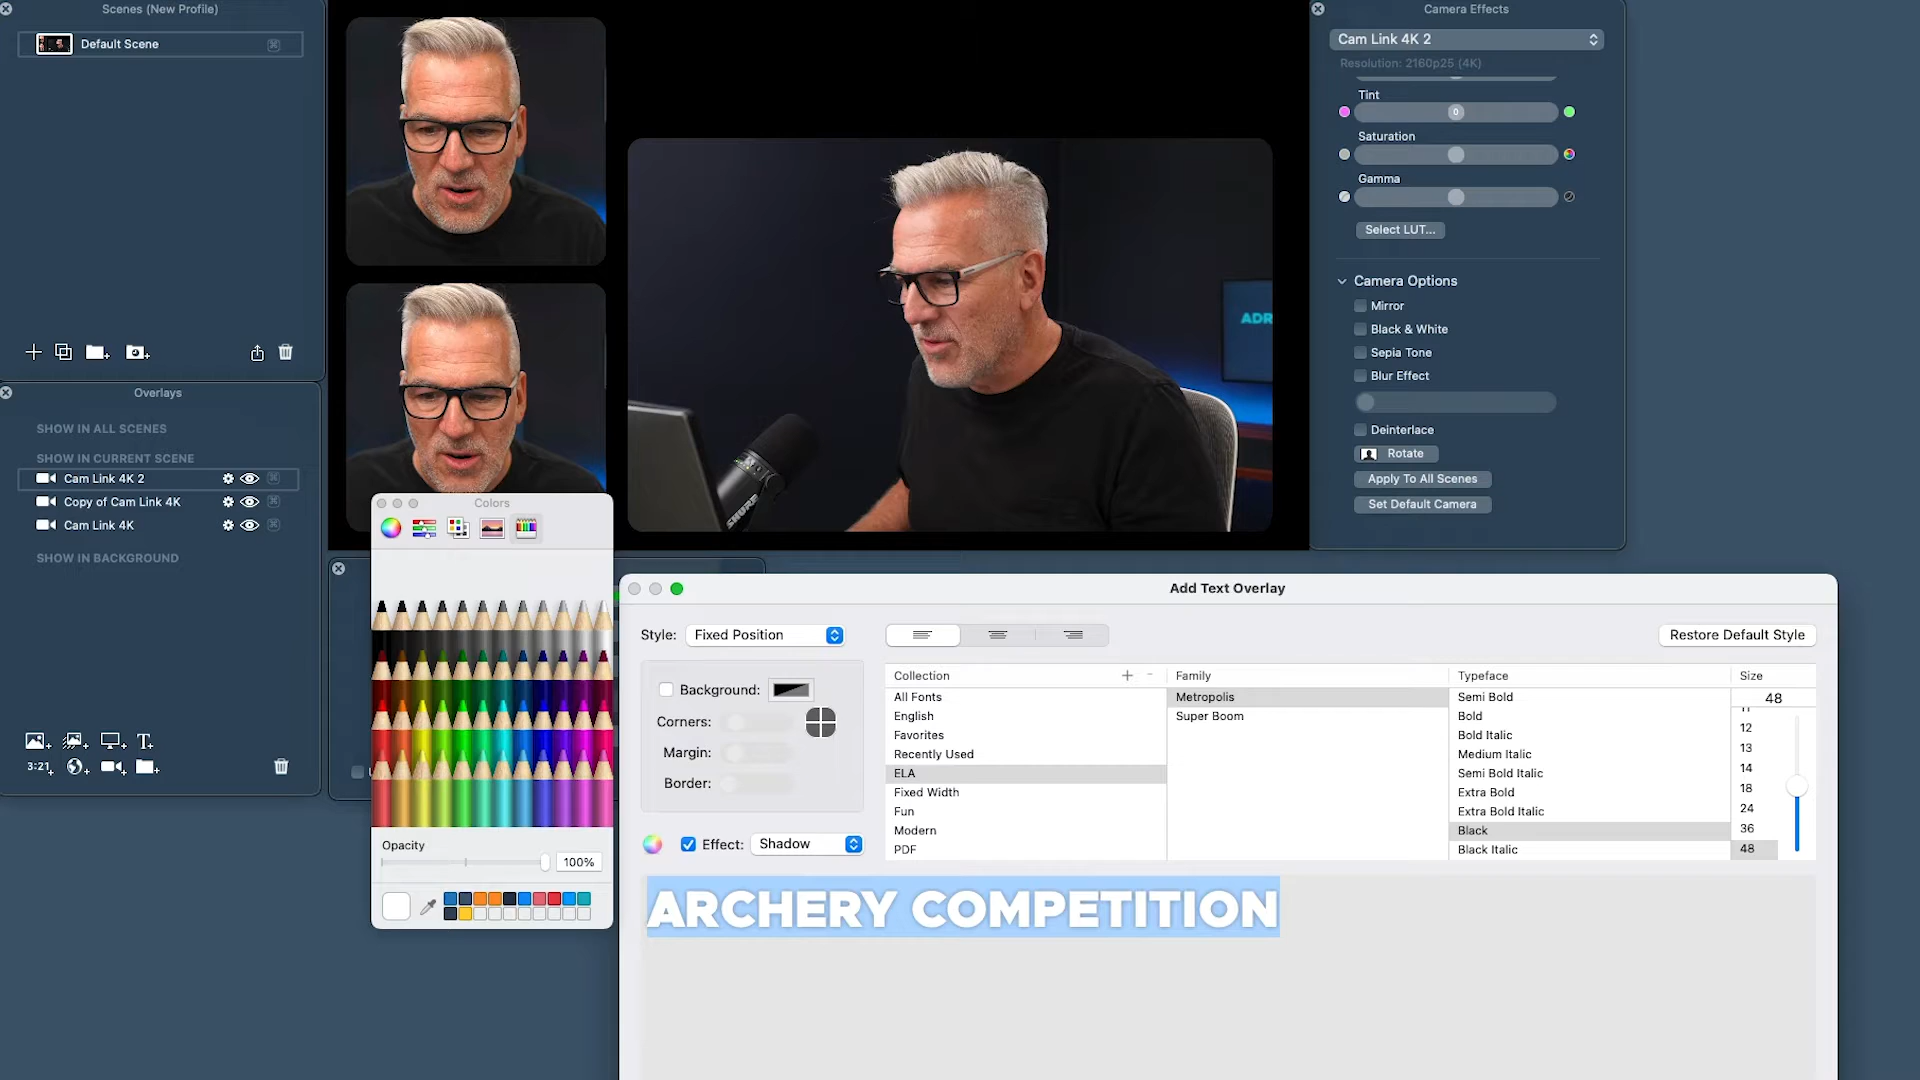 Scenes (New Profile)
Default Scene
Overlays
SHOW IN ALL SCENES
SHOW IN CURRENT SCENE
Cam Link 4K 2
Copy of Cam Link 4K
Cam Link 4K
SHOW IN BACKGROUND
3:21
ADR
SHURE
Camera Effects
Cam Link 4K 2
Resolution: 2160p25 (4K)
Tint
0
Saturation
Gamma
Select LUT...
Camera Options
Mirror
Black & White
Sepia Tone
Blur Effect
Deinterlace
Rotate
Apply To All Scenes
Set Default Camera
Colors
Opacity
100%
Add Text Overlay
Style: Fixed Position
Restore Default Style
Background:
Corners:
Margin:
Border:
Effect: Shadow
Collection
All Fonts
English
Favorites
Recently Used
ELA
Fixed Width
Fun
Modern
PDF
Family
Metropolis
Super Boom
Typeface
Semi Bold
Bold
Bold Italic
Medium Italic
Semi Bold Italic
Extra Bold
Extra Bold Italic
Black
Black Italic
Size
48
11
12
13
14
18
24
36
48
ARCHERY COMPETITION